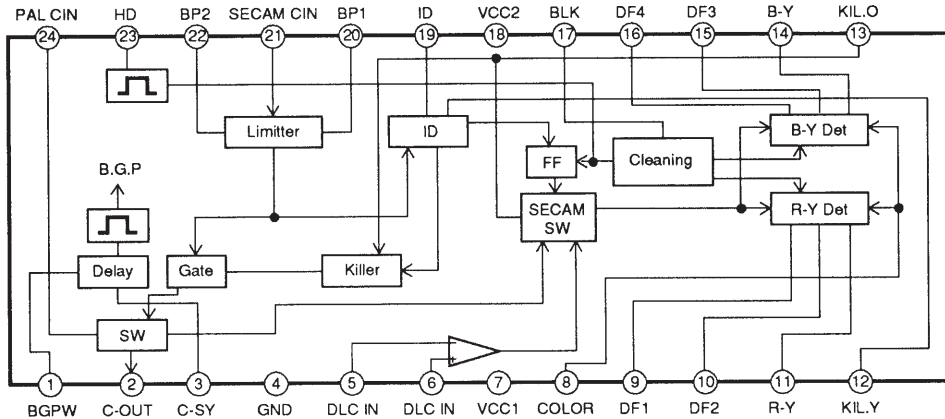 PAL CIN HD BP2 SECAM CIN BP1 ID VCC2 BLK DF4 DF3 B-Y KIL.O
24 23 22 21 20 19 18 17 16 15 14 13
Limitter
ID
B-Y Det
FF
Cleaning
B.G.P
SECAM
SW
R-Y Det
Delay
Gate
Killer
SW
1 2 3 4 5 6 7 8 9 10 11 12
BGPW C-OUT C-SY GND DLC IN DLC IN VCC1 COLOR DF1 DF2 R-Y KIL.Y